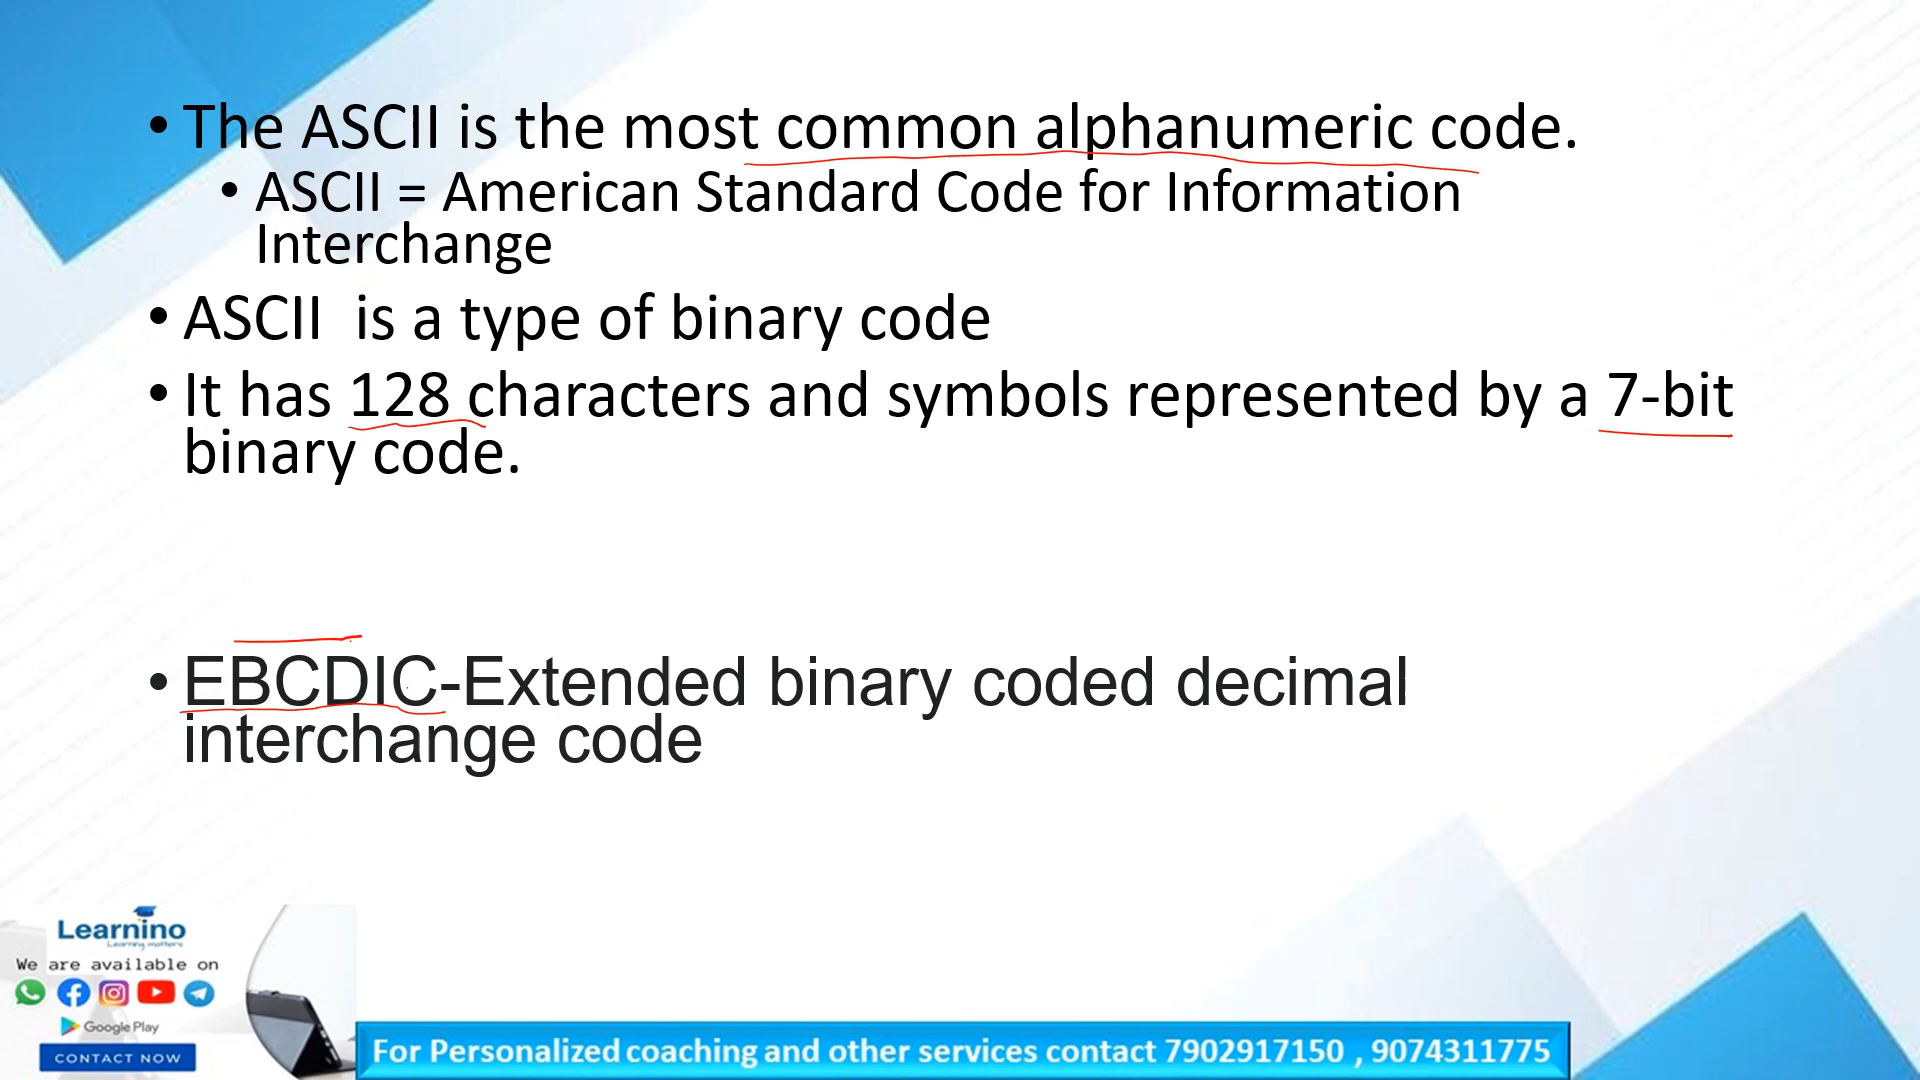 • The ASCII is the most common alphanumeric code.
• ASCII = American Standard Code for Information
Interchange
• ASCII  is a type of binary code
• It has 128 characters and symbols represented by a 7-bit
binary code.
• EBCDIC-Extended binary coded decimal
interchange code
Learnino
Learning matters
We are available on
Google Play
CONTACT NOW
For Personalized coaching and other services contact 7902917150 , 9074311775